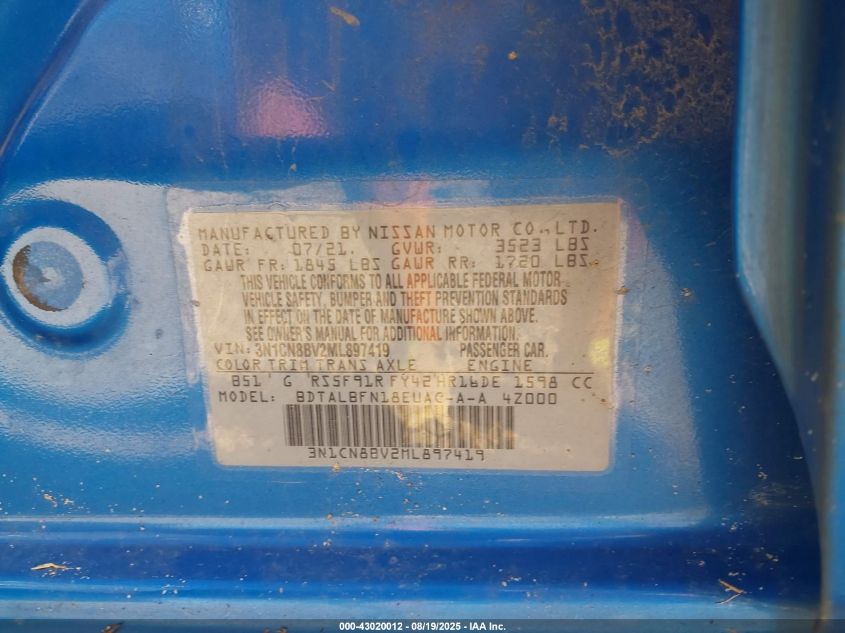 MANUFACTURED BY NISSAN MOTOR CO., LTD.
DATE: 07/21. GVWR: 3523 LBS
GAWR FR: 1845 LBS GAWR RR: 1720 LBS
THIS VEHICLE CONFORMS TO ALL APPLICABLE FEDERAL MOTOR
VEHICLE SAFETY, BUMPER AND THEFT PREVENTION STANDARDS
IN EFFECT ON THE DATE OF MANUFACTURE SHOWN ABOVE.
SEE OWNER'S MANUAL FOR ADDITIONAL INFORMATION.
VIN: 3N1CN8BV2ML897419 PASSENGER CAR.
COLOR TRIM TRANS AXLE ENGINE
B51 G RS5F91R FY42 HR16DE 1598 CC
MODEL: BDTALBFN18EUAC-A-A 4Z000
3N1CN8BV2ML897419
000-43020012 - 08/19/2025 - IAA Inc.